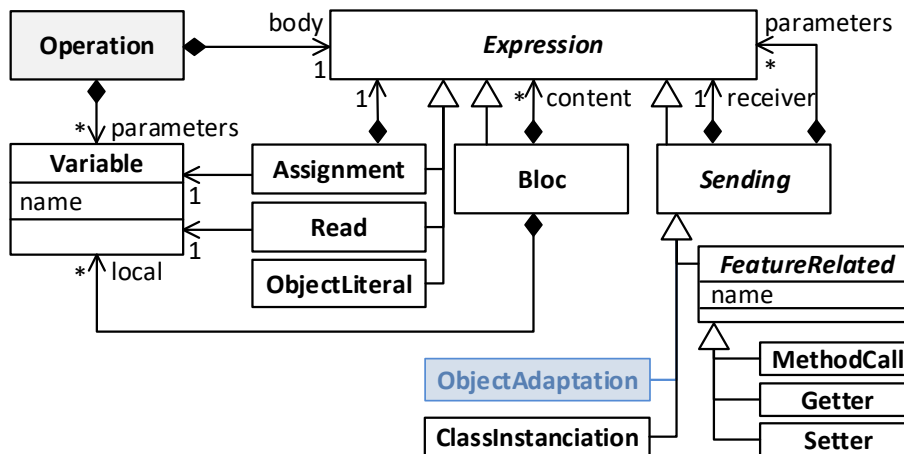 Operation
body
1
Expression
parameters
*
* parameters
1
* content
1 receiver
Variable
name
Assignment
1
Bloc
Sending
Read
1
* local
ObjectLiteral
FeatureRelated
name
ObjectAdaptation
MethodCall
Getter
ClassInstanciation
Setter